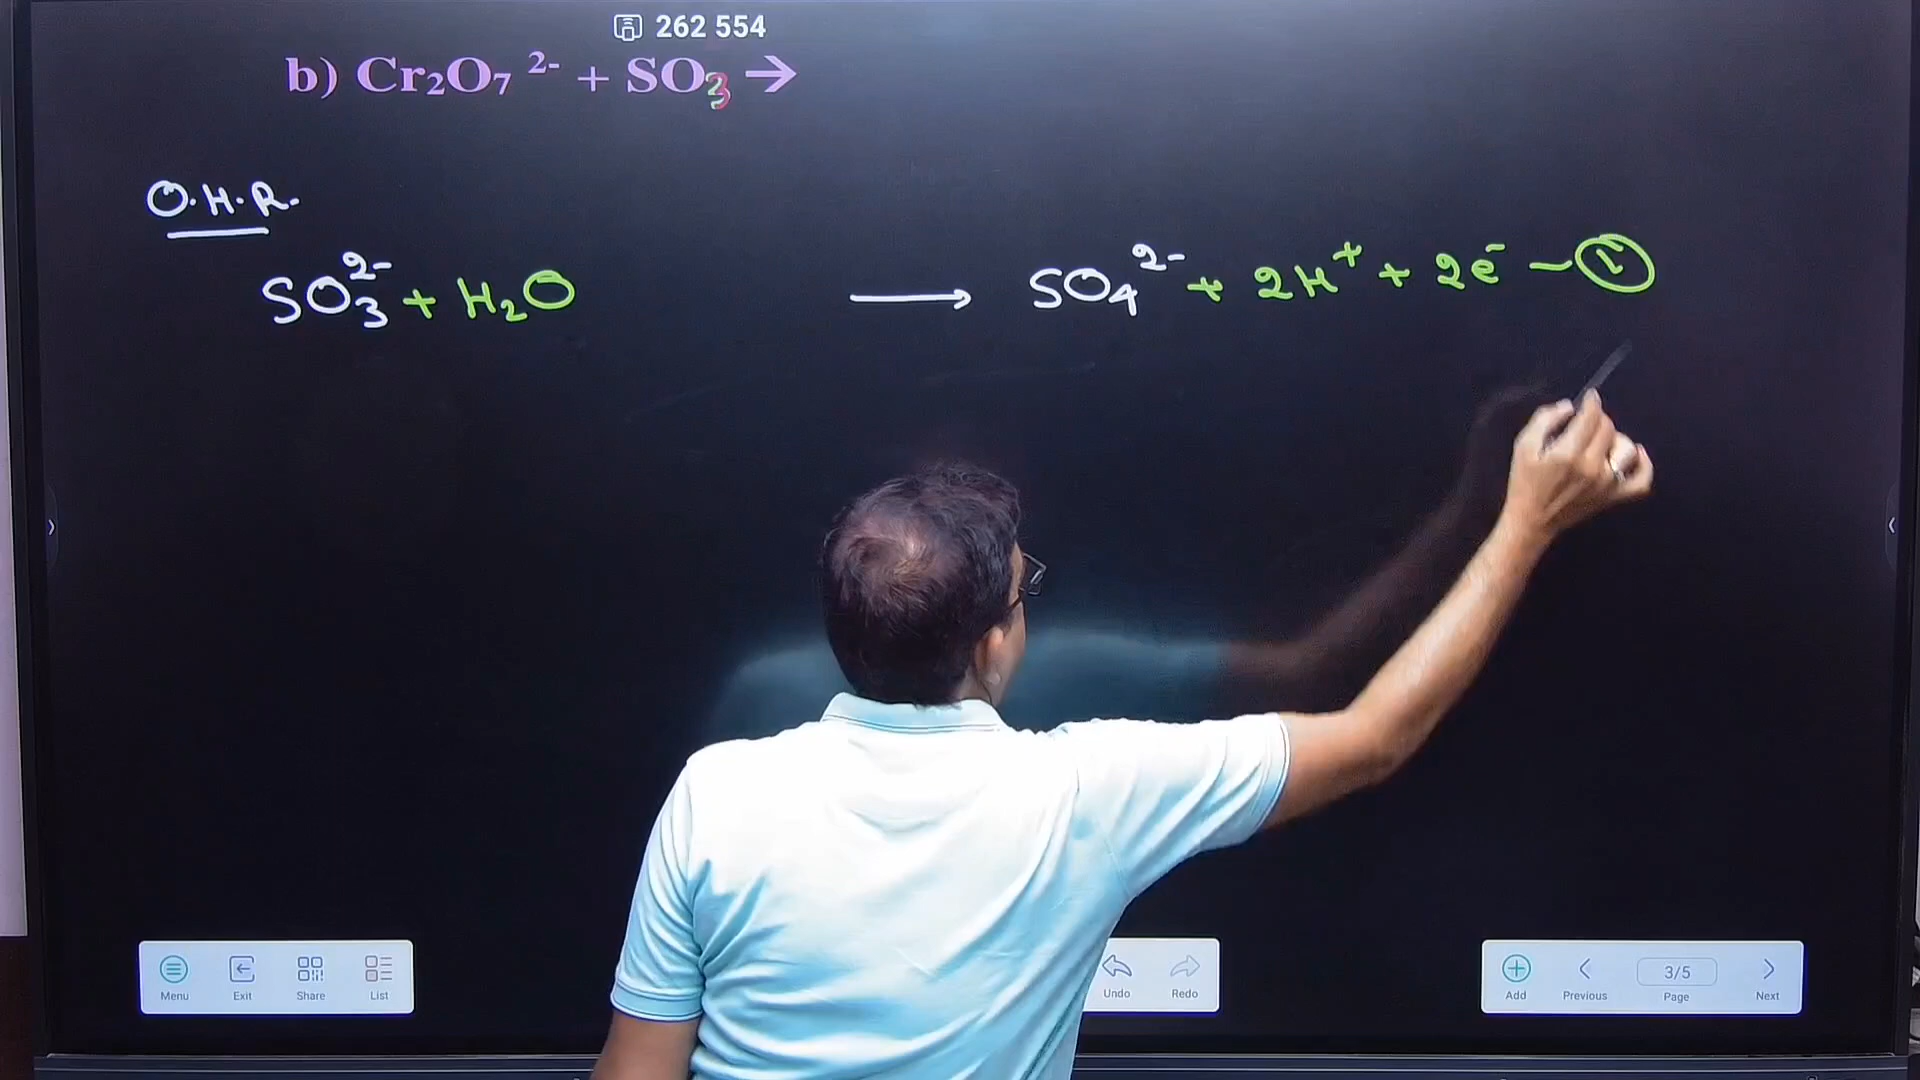 262 554
b) Cr₂O₇ ²⁻ + SO₃ →
O.H.R.
SO₃²⁻ + H₂O → SO₄²⁻ + 2H⁺ + 2e⁻ — ①
Menu Exit Share List Undo Redo Add Previous 3/5 Page Next